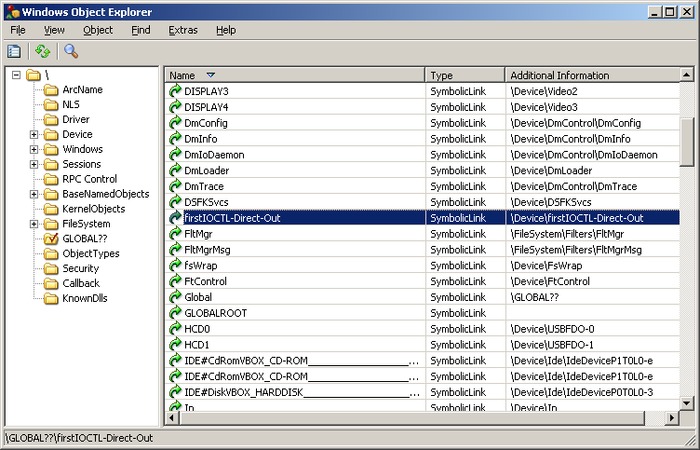 Windows Object Explorer
File View Object Find Extras Help
\
ArcName
NLS
Driver
Device
Windows
Sessions
RPC Control
BaseNamedObjects
KernelObjects
FileSystem
GLOBAL??
ObjectTypes
Security
Callback
KnownDlls
Name Type Additional Information
DISPLAY3 SymbolicLink \Device\Video2
DISPLAY4 SymbolicLink \Device\Video3
DmConfig SymbolicLink \Device\DmControl\DmConfig
DmInfo SymbolicLink \Device\DmControl\DmInfo
DmIoDaemon SymbolicLink \Device\DmControl\DmIoDaemon
DmLoader SymbolicLink \Device\DmLoader
DmTrace SymbolicLink \Device\DmControl\DmTrace
DSFKSvcs SymbolicLink \Device\DSFKSvcs
firstIOCTL-Direct-Out SymbolicLink \Device\firstIOCTL-Direct-Out
FltMgr SymbolicLink \FileSystem\Filters\FltMgr
FltMgrMsg SymbolicLink \FileSystem\Filters\FltMgrMsg
fsWrap SymbolicLink \Device\FsWrap
FtControl SymbolicLink \Device\FtControl
Global SymbolicLink \GLOBAL??
GLOBALROOT SymbolicLink
HCD0 SymbolicLink \Device\USBFDO-0
HCD1 SymbolicLink \Device\USBFDO-1
IDE#CdRomVBOX_CD-ROM____________________... SymbolicLink \Device\Ide\IdeDeviceP1T0L0-e
IDE#CdRomVBOX_CD-ROM____________________... SymbolicLink \Device\Ide\IdeDeviceP1T0L0-e
IDE#DiskVBOX_HARDDISK____________________... SymbolicLink \Device\Ide\IdeDeviceP0T0L0-3
In SymbolicLink \Device\In
\GLOBAL??\firstIOCTL-Direct-Out